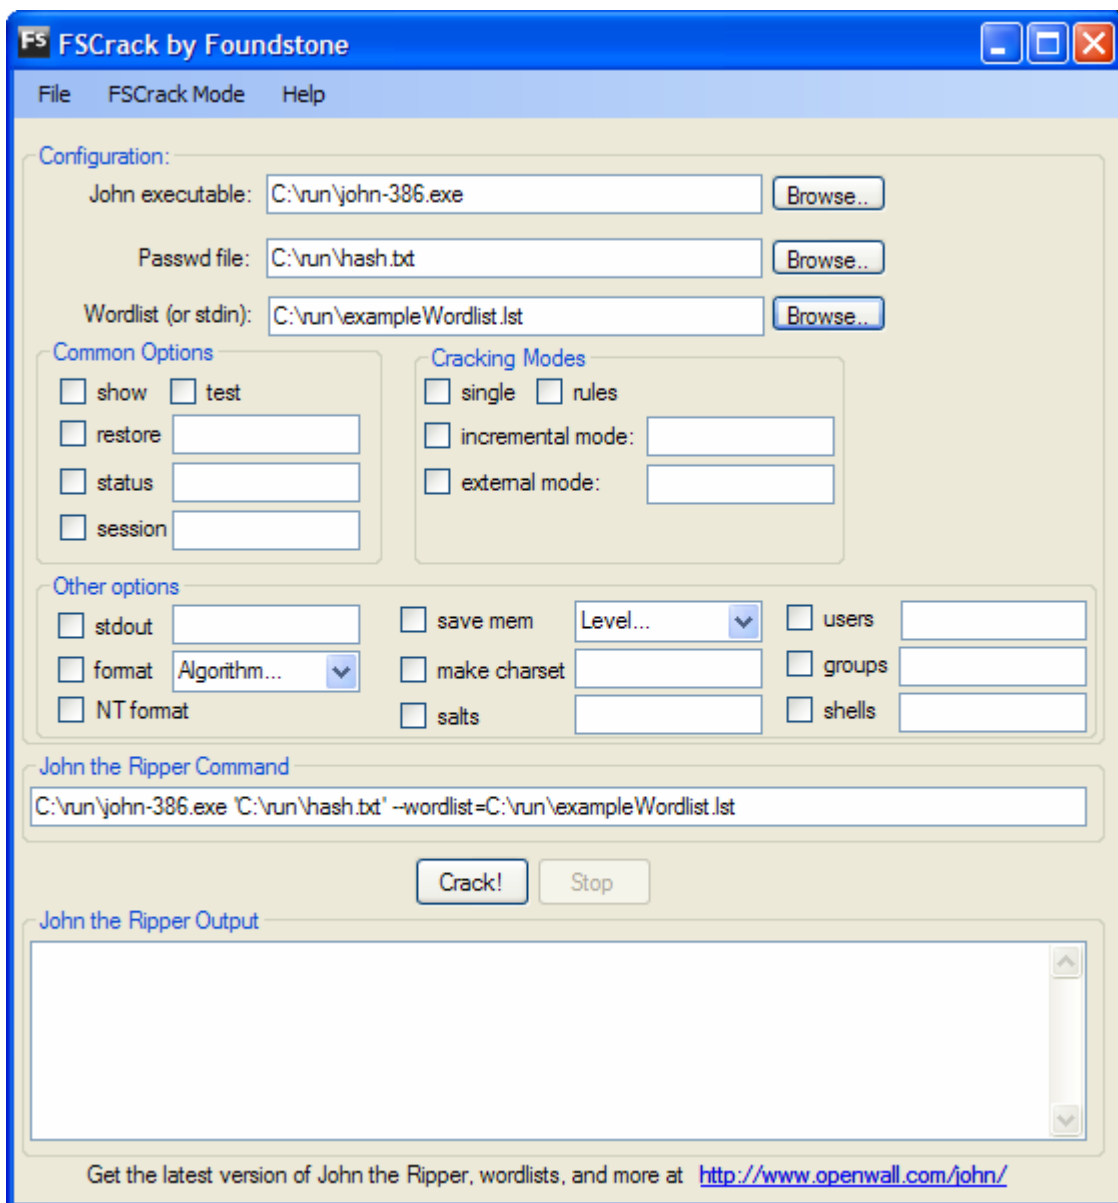 FS FSCrack by Foundstone
File FSCrack Mode Help
Configuration:
John executable: C:\run\john-386.exe Browse..
Passwd file: C:\run\hash.txt Browse..
Wordlist (or stdin): C:\run\exampleWordlist.lst Browse..
Common Options
show test
restore
status
session
Cracking Modes
single rules
incremental mode:
external mode:
Other options
stdout save mem Level... users
format Algorithm... make charset groups
NT format salts shells
John the Ripper Command
C:\run\john-386.exe "C:\run\hash.txt" --wordlist=C:\run\exampleWordlist.lst
Crack! Stop
John the Ripper Output
Get the latest version of John the Ripper, wordlists, and more at http://www.openwall.com/john/